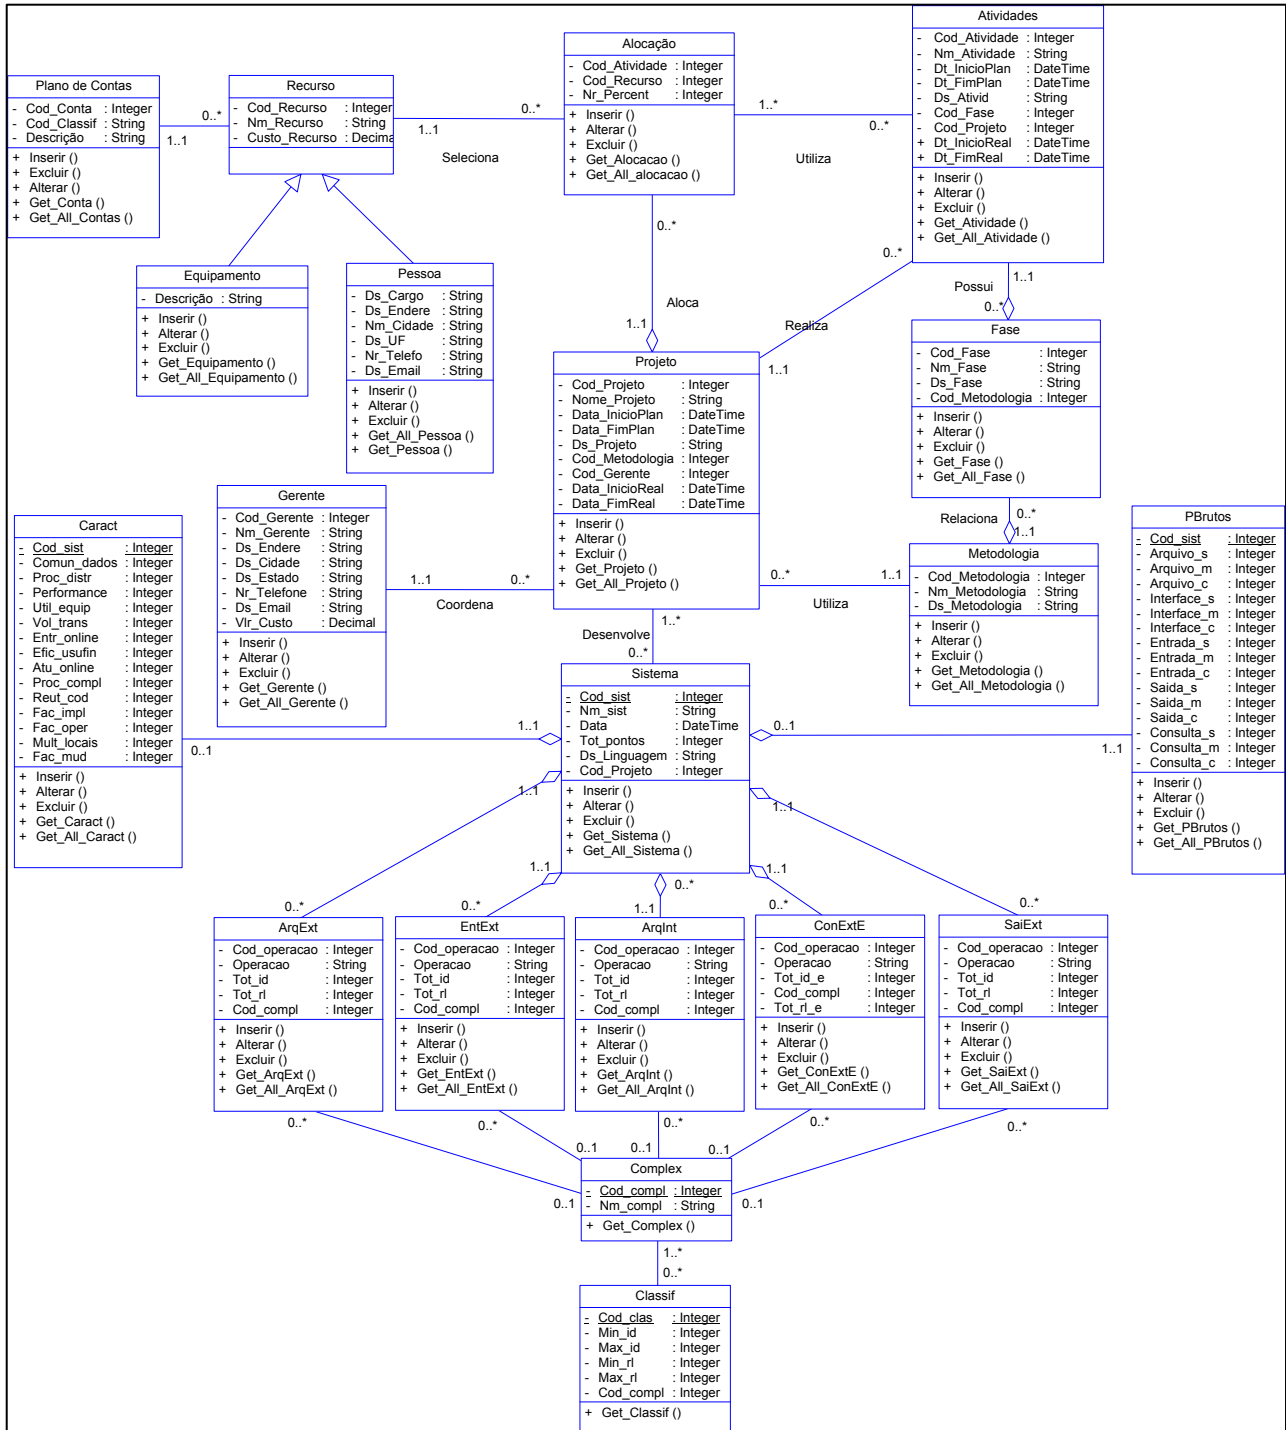 Plano de Contas
- Cod_Conta : Integer
- Cod_Classif : String
- Descrição : String
+ Inserir ()
+ Excluir ()
+ Alterar ()
+ Get_Conta ()
+ Get_All_Contas ()
0..*
1..1
Recurso
- Cod_Recurso : Integer
- Nm_Recurso : String
- Custo_Recurso : Decima
1..1
0..*
Seleciona
Alocação
- Cod_Atividade : Integer
- Cod_Recurso : Integer
- Nr_Percent : Integer
+ Inserir ()
+ Alterar ()
+ Excluir ()
+ Get_Alocacao ()
+ Get_All_alocacao ()
1..*
0..*
Utiliza
Atividades
- Cod_Atividade : Integer
- Nm_Atividade : String
- Dt_InicioPlan : DateTime
- Dt_FimPlan : DateTime
- Ds_Ativid : String
- Cod_Fase : Integer
- Cod_Projeto : Integer
+ Dt_InicioReal : DateTime
+ Dt_FimReal : DateTime
+ Inserir ()
+ Alterar ()
+ Excluir ()
+ Get_Atividade ()
+ Get_All_Atividade ()
Equipamento
- Descrição : String
+ Inserir ()
+ Alterar ()
+ Excluir ()
+ Get_Equipamento ()
+ Get_All_Equipamento ()
Pessoa
- Ds_Cargo : String
- Ds_Endere : String
- Nm_Cidade : String
- Ds_UF : String
- Nr_Telefo : String
- Ds_Email : String
+ Inserir ()
+ Alterar ()
+ Excluir ()
+ Get_All_Pessoa ()
+ Get_Pessoa ()
0..*
Aloca
1..1
0..*
Realiza
1..1
1..1
Possui
0..*
Projeto
- Cod_Projeto : Integer
- Nome_Projeto : String
- Data_InicioPlan : DateTime
- Data_FimPlan : DateTime
- Ds_Projeto : String
- Cod_Metodologia : Integer
- Cod_Gerente : Integer
- Data_InicioReal : DateTime
- Data_FimReal : DateTime
+ Inserir ()
+ Alterar ()
+ Excluir ()
+ Get_Projeto ()
+ Get_All_Projeto ()
Fase
- Cod_Fase : Integer
- Nm_Fase : String
- Ds_Fase : String
- Cod_Metodologia : Integer
+ Inserir ()
+ Alterar ()
+ Excluir ()
+ Get_Fase ()
+ Get_All_Fase ()
Relaciona
0..*
1..1
Gerente
- Cod_Gerente : Integer
- Nm_Gerente : String
- Ds_Endere : String
- Ds_Cidade : String
- Ds_Estado : String
- Nr_Telefone : String
- Ds_Email : String
- Vlr_Custo : Decimal
+ Inserir ()
+ Alterar ()
+ Excluir ()
+ Get_Gerente ()
+ Get_All_Gerente ()
1..1
0..*
Coordena
0..*
1..1
Utiliza
Metodologia
- Cod_Metodologia : Integer
- Nm_Metodologia : String
- Ds_Metodologia : String
+ Inserir ()
+ Alterar ()
+ Excluir ()
+ Get_Metodologia ()
+ Get_All_Metodologia ()
Caract
- Cod_sist : Integer
- Comun_dados : Integer
- Proc_distr : Integer
- Performance : Integer
- Util_equip : Integer
- Vol_trans : Integer
- Entr_online : Integer
- Efic_usufin : Integer
- Atu_online : Integer
- Proc_compl : Integer
- Reut_cod : Integer
- Fac_impl : Integer
- Fac_oper : Integer
- Mult_locais : Integer
- Fac_mud : Integer
+ Inserir ()
+ Alterar ()
+ Excluir ()
+ Get_Caract ()
+ Get_All_Caract ()
PBrutos
- Cod_sist : Integer
- Arquivo_s : Integer
- Arquivo_m : Integer
- Arquivo_c : Integer
- Interface_s : Integer
- Interface_m : Integer
- Interface_c : Integer
- Entrada_s : Integer
- Entrada_m : Integer
- Entrada_c : Integer
- Saida_s : Integer
- Saida_m : Integer
- Saida_c : Integer
- Consulta_s : Integer
- Consulta_m : Integer
- Consulta_c : Integer
+ Inserir ()
+ Alterar ()
+ Excluir ()
+ Get_PBrutos ()
+ Get_All_PBrutos ()
1..*
Desenvolve
0..*
Sistema
- Cod_sist : Integer
- Nm_sist : String
- Data : DateTime
- Tot_pontos : Integer
- Ds_Linguagem : String
- Cod_Projeto : Integer
+ Inserir ()
+ Alterar ()
+ Excluir ()
+ Get_Sistema ()
+ Get_All_Sistema ()
1..1
0..1
0..1
1..1
1..1
1..1
1..1
0..*
1..1
0..*
0..*
1..1
0..*
0..*
ArqExt
- Cod_operacao : Integer
- Operacao : String
- Tot_id : Integer
- Tot_rl : Integer
- Cod_compl : Integer
+ Inserir ()
+ Alterar ()
+ Excluir ()
+ Get_ArqExt ()
+ Get_All_ArqExt ()
EntExt
- Cod_operacao : Integer
- Operacao : String
- Tot_id : Integer
- Tot_rl : Integer
- Cod_compl : Integer
+ Inserir ()
+ Alterar ()
+ Excluir ()
+ Get_EntExt ()
+ Get_All_EntExt ()
ArqInt
- Cod_operacao : Integer
- Operacao : String
- Tot_id : Integer
- Tot_rl : Integer
- Cod_compl : Integer
+ Inserir ()
+ Alterar ()
+ Excluir ()
+ Get_ArqInt ()
+ Get_All_ArqInt ()
ConExtE
- Cod_operacao : Integer
- Operacao : String
- Tot_id_e : Integer
- Cod_compl : Integer
- Tot_rl_e : Integer
+ Inserir ()
+ Alterar ()
+ Excluir ()
+ Get_ConExtE ()
+ Get_All_ConExtE ()
SaiExt
- Cod_operacao : Integer
- Operacao : String
- Tot_id : Integer
- Tot_rl : Integer
- Cod_compl : Integer
+ Inserir ()
+ Alterar ()
+ Excluir ()
+ Get_SaiExt ()
+ Get_All_SaiExt ()
0..*
0..*
0..*
0..*
0..*
0..1
0..1
0..1
0..1
0..1
Complex
- Cod_compl : Integer
- Nm_compl : String
+ Get_Complex ()
1..*
0..*
Classif
- Cod_clas : Integer
- Min_id : Integer
- Max_id : Integer
- Min_rl : Integer
- Max_rl : Integer
- Cod_compl : Integer
+ Get_Classif ()